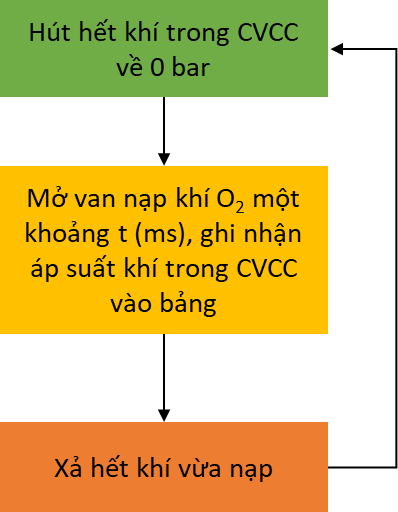 Hút hết khí trong CVCC
về 0 bar
Mở van nạp khí O₂ một
khoảng t (ms), ghi nhận
áp suất khí trong CVCC
vào bảng
Xả hết khí vừa nạp